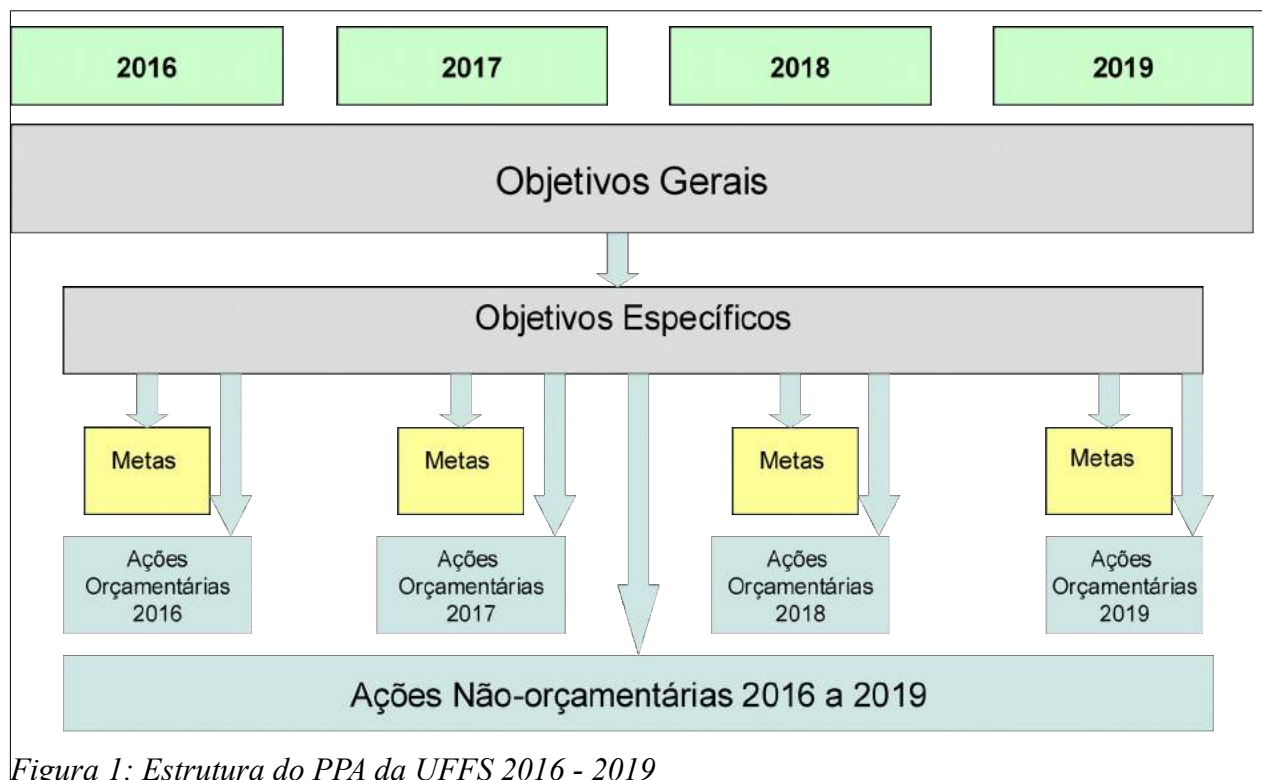 2016 2017 2018 2019
Objetivos Gerais
Objetivos Específicos
Metas Metas Metas Metas
Ações Ações Ações Ações
Orçamentárias Orçamentárias Orçamentárias Orçamentárias
2016 2017 2018 2019
Ações Não-orçamentárias 2016 a 2019
Figura 1: Estrutura do PPA da UFFS 2016 - 2019